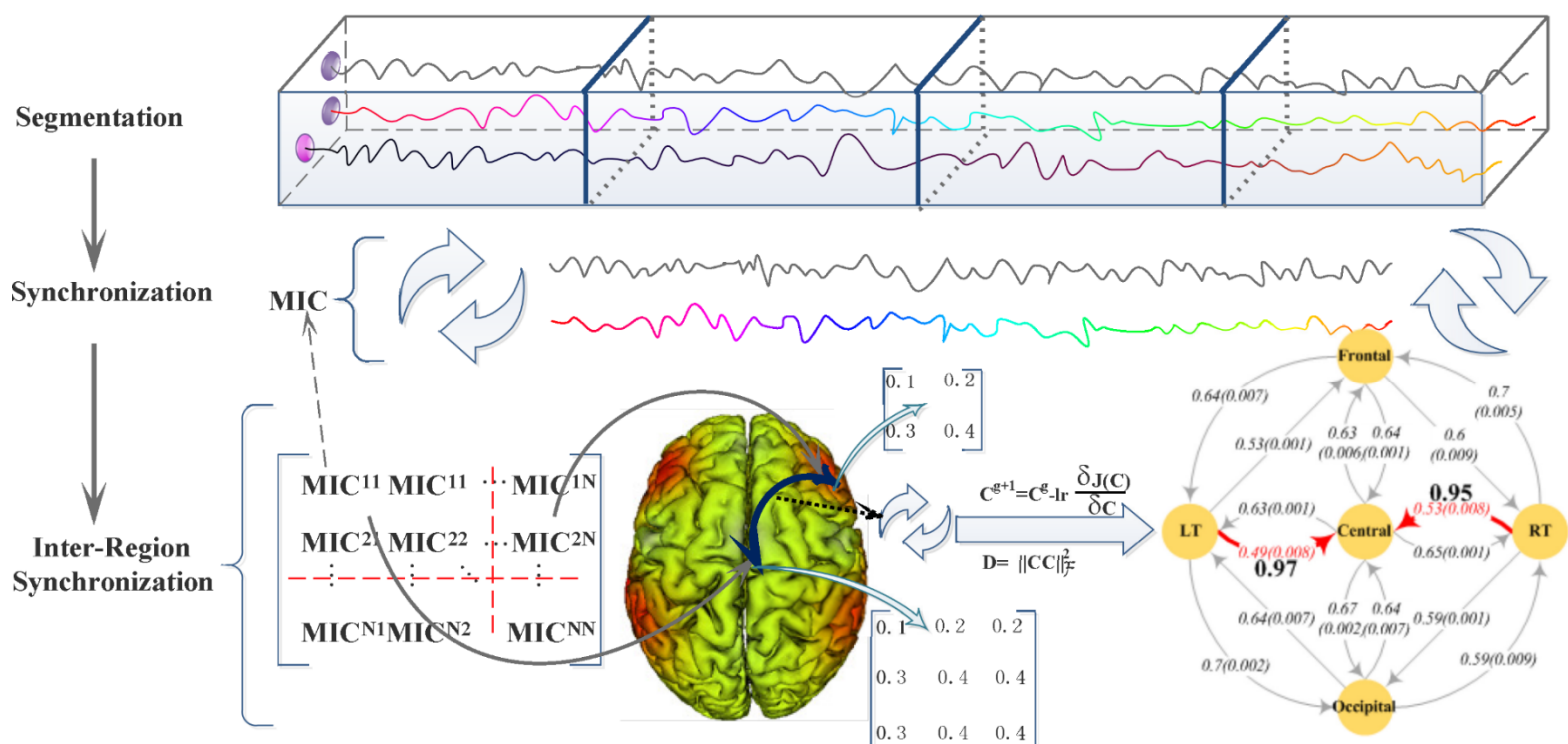 Segmentation
Synchronization
MIC
Inter-Region
Synchronization
MIC¹¹ MIC¹¹ ... MIC¹ᴺ
MIC²¹ MIC²² ... MIC²ᴺ
⋮ ⋮ ⋱ ⋮
MICᴺ¹ MICᴺ² MICᴺᴺ
0.1 0.2
0.3 0.4
0.1 0.2 0.2
0.3 0.4 0.4
0.3 0.4 0.4
C^{g+1}=C^g-lr δJ(C)/δC
D= ||CC||²
Frontal
0.64(0.007)
0.53(0.001)
0.63
(0.006)
0.64
(0.001)
0.6
(0.009)
0.7
(0.005)
LT
0.63(0.001)
0.49(0.008)
0.97
Central
0.95
0.53(0.008)
0.65(0.001)
RT
0.7(0.002)
0.64(0.007)
0.67
(0.002)
0.64
(0.007)
0.59(0.001)
0.59(0.009)
Occipital